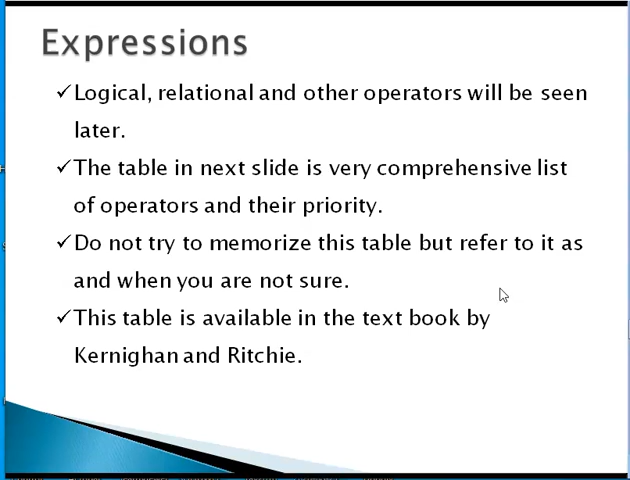 Expressions
✓Logical, relational and other operators will be seen
later.
✓The table in next slide is very comprehensive list
of operators and their priority.
✓Do not try to memorize this table but refer to it as
and when you are not sure.
✓This table is available in the text book by
Kernighan and Ritchie.